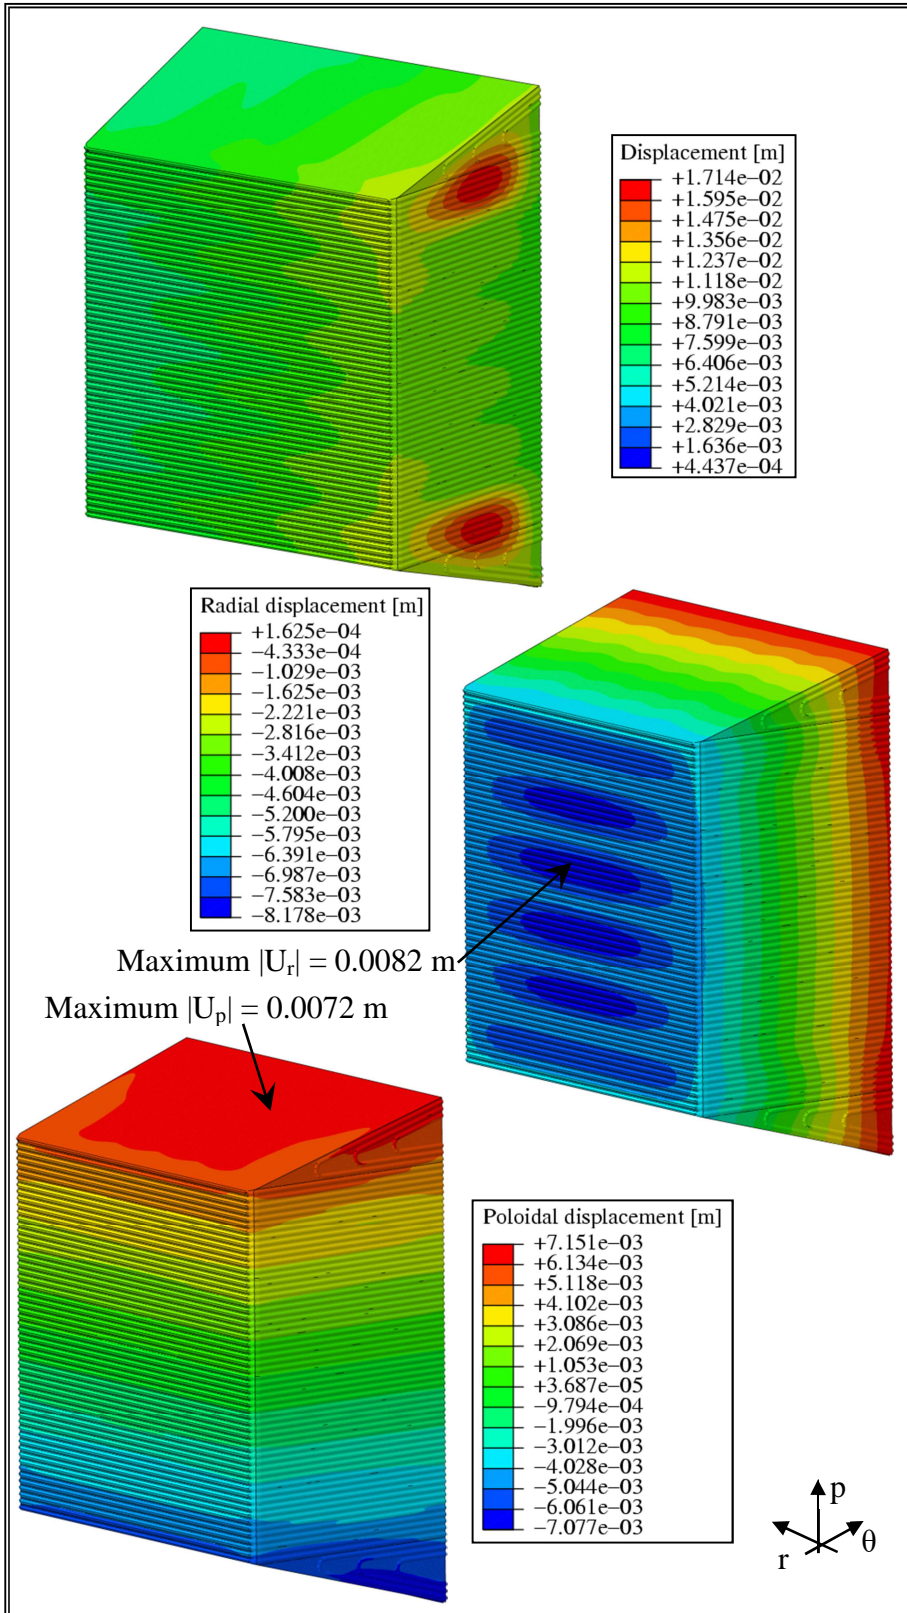 Displacement [m]
+1.714e−02
+1.595e−02
+1.475e−02
+1.356e−02
+1.237e−02
+1.118e−02
+9.983e−03
+8.791e−03
+7.599e−03
+6.406e−03
+5.214e−03
+4.021e−03
+2.829e−03
+1.636e−03
+4.437e−04
Radial displacement [m]
+1.625e−04
−4.333e−04
−1.029e−03
−1.625e−03
−2.221e−03
−2.816e−03
−3.412e−03
−4.008e−03
−4.604e−03
−5.200e−03
−5.795e−03
−6.391e−03
−6.987e−03
−7.583e−03
−8.178e−03
Maximum |Uᵣ| = 0.0082 m
Maximum |Uₚ| = 0.0072 m
Poloidal displacement [m]
+7.151e−03
+6.134e−03
+5.118e−03
+4.102e−03
+3.086e−03
+2.069e−03
+1.053e−03
+3.687e−05
−9.794e−04
−1.996e−03
−3.012e−03
−4.028e−03
−5.044e−03
−6.061e−03
−7.077e−03
p
r θ